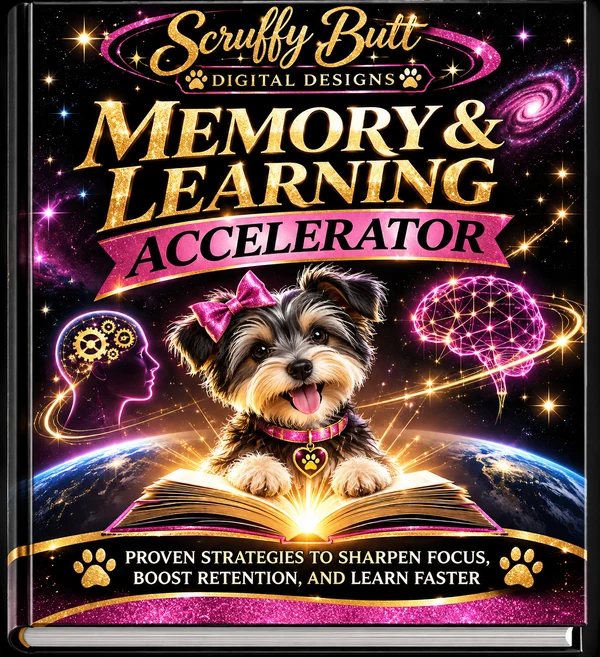 Scruffy Butt
DIGITAL DESIGNS
MEMORY &
LEARNING
ACCELERATOR
PROVEN STRATEGIES TO SHARPEN FOCUS,
BOOST RETENTION, AND LEARN FASTER